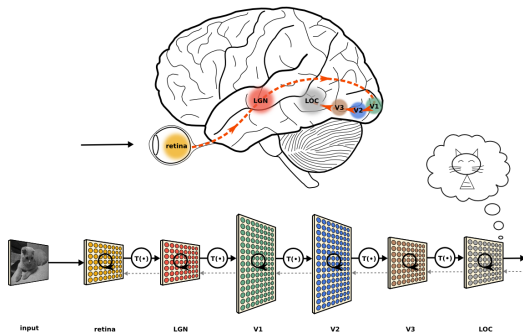 LGN
LOC
V3
V2
V1
retina
T(•)
T(•)
T(•)
T(•)
T(•)
input
retina
LGN
V1
V2
V3
LOC